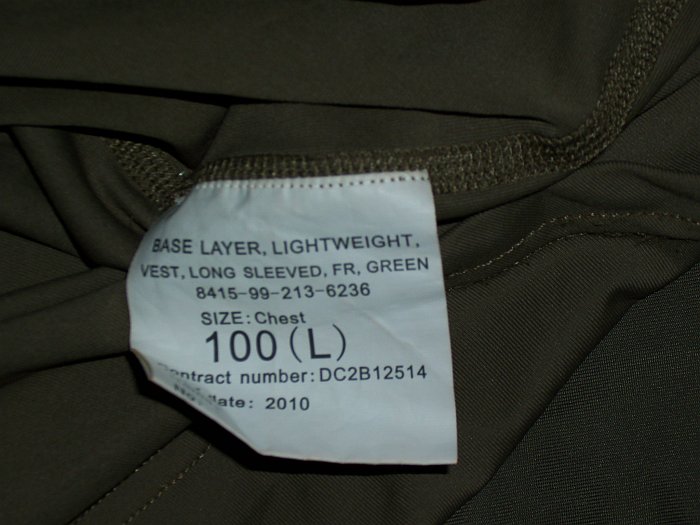 BASE LAYER, LIGHTWEIGHT,
VEST, LONG SLEEVED, FR, GREEN
8415-99-213-6236
SIZE: Chest
100 (L)
Contract number: DC2B12514
date: 2010